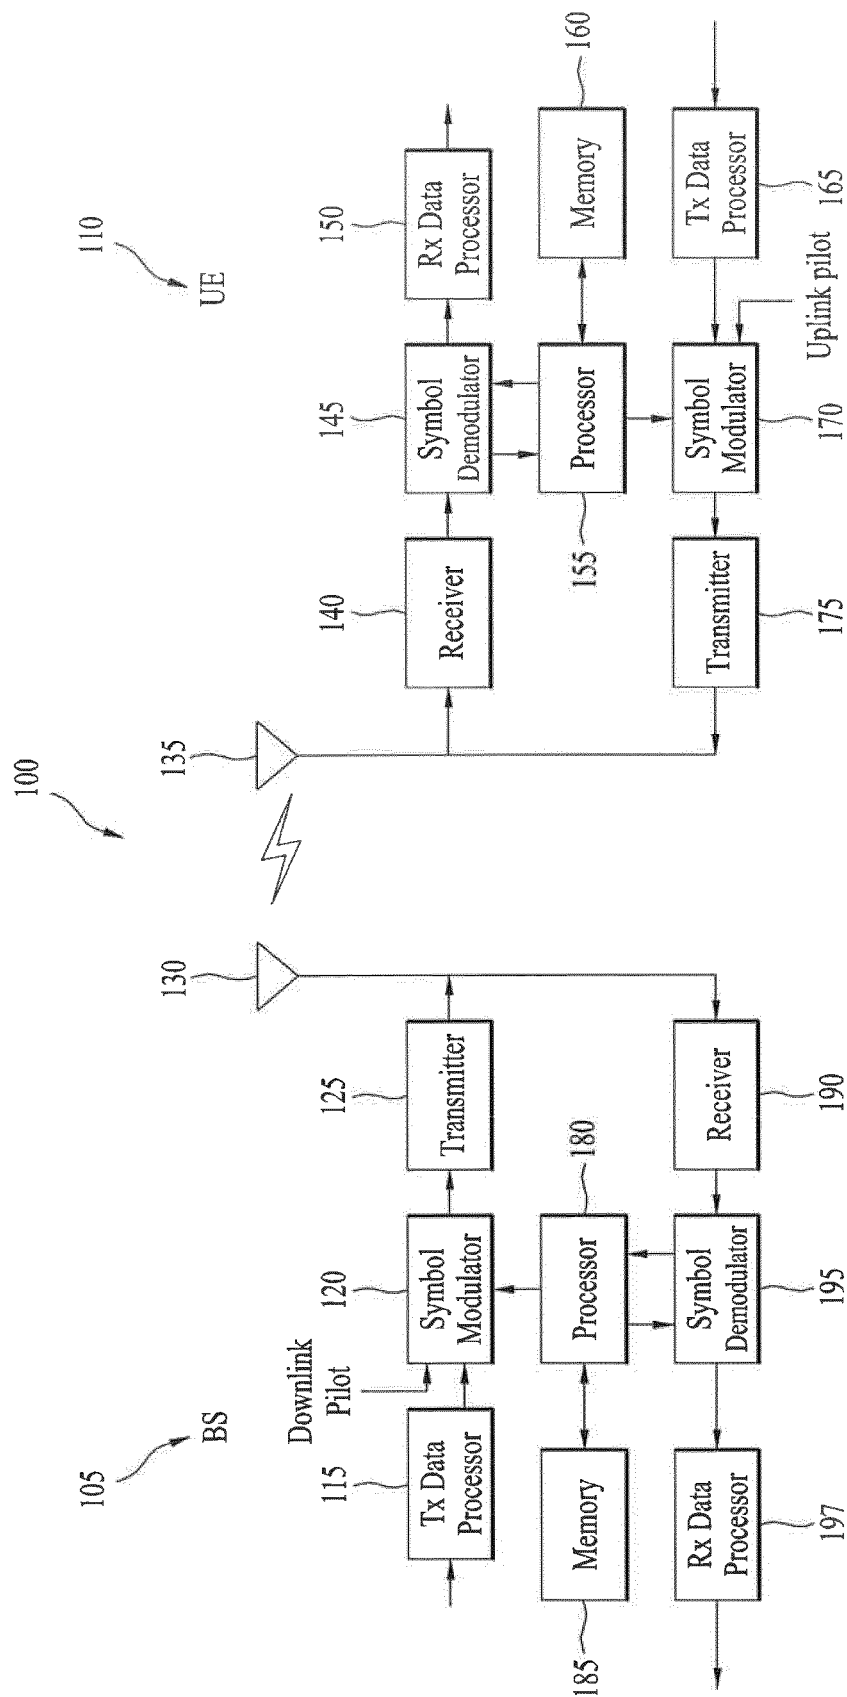 100
105
BS
110
UE
130
135
Downlink
Pilot
115
120
125
140
145
150
Tx Data
Processor
Symbol
Modulator
Transmitter
Receiver
Symbol
Demodulator
Rx Data
Processor
180
160
Memory
Processor
Processor
Memory
185
155
Rx Data
Processor
Symbol
Demodulator
Receiver
Transmitter
Symbol
Modulator
Tx Data
Processor
197
195
190
175
170
Uplink pilot
165